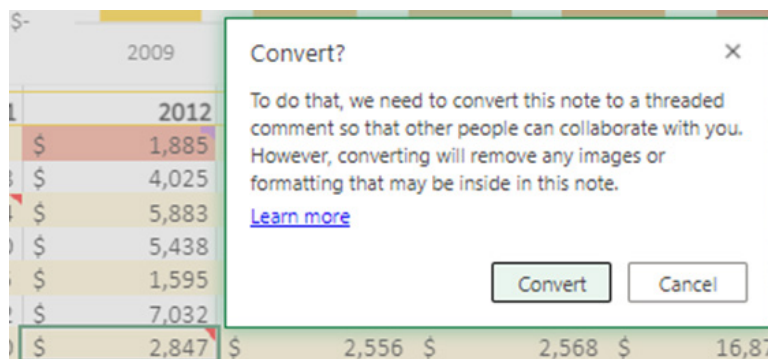 $-
2009
Convert?
To do that, we need to convert this note to a threaded
comment so that other people can collaborate with you.
However, converting will remove any images or
formatting that may be inside in this note.
Learn more
Convert Cancel
2012
$ 1,885
$ 4,025
$ 5,883
$ 5,438
$ 1,595
$ 7,032
$ 2,847 $ 2,556 $ 2,568 $ 16,87